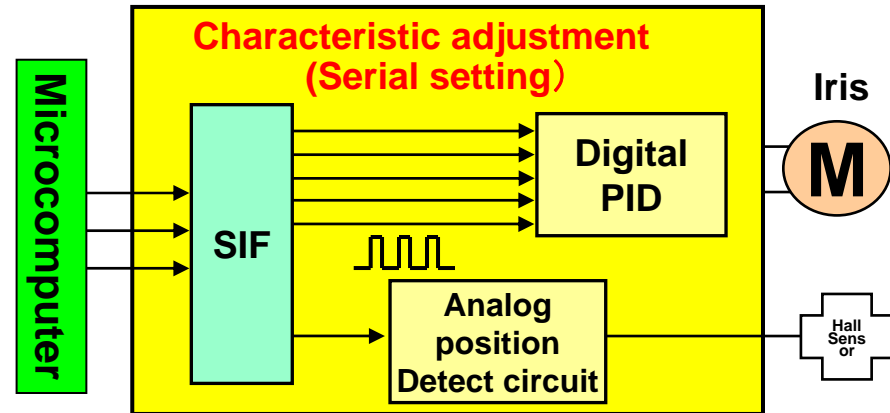 Characteristic adjustment
(Serial setting）
Microcomputer
SIF
Digital
PID
Iris
M
Analog
position
Detect circuit
Hall
Sens
or